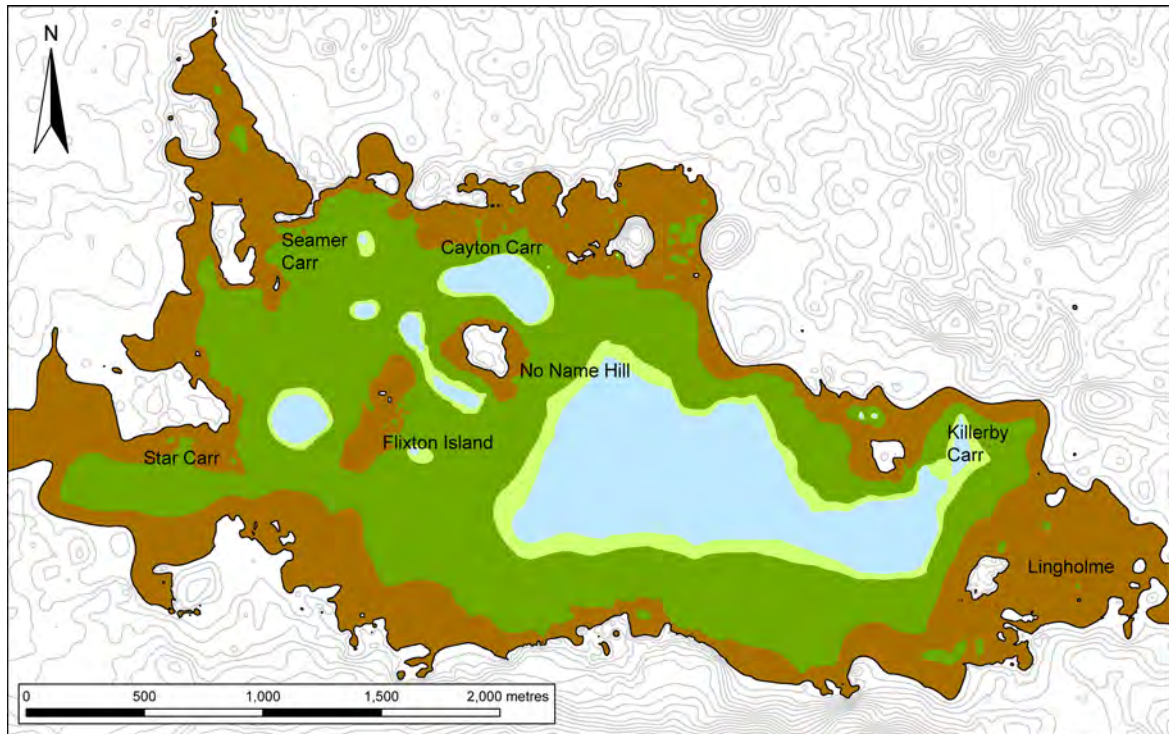 N
Seamer
Carr
Cayton Carr
No Name Hill
Flixton Island
Star Carr
Killerby
Carr
Lingholme
0 500 1,000 1,500 2,000 metres